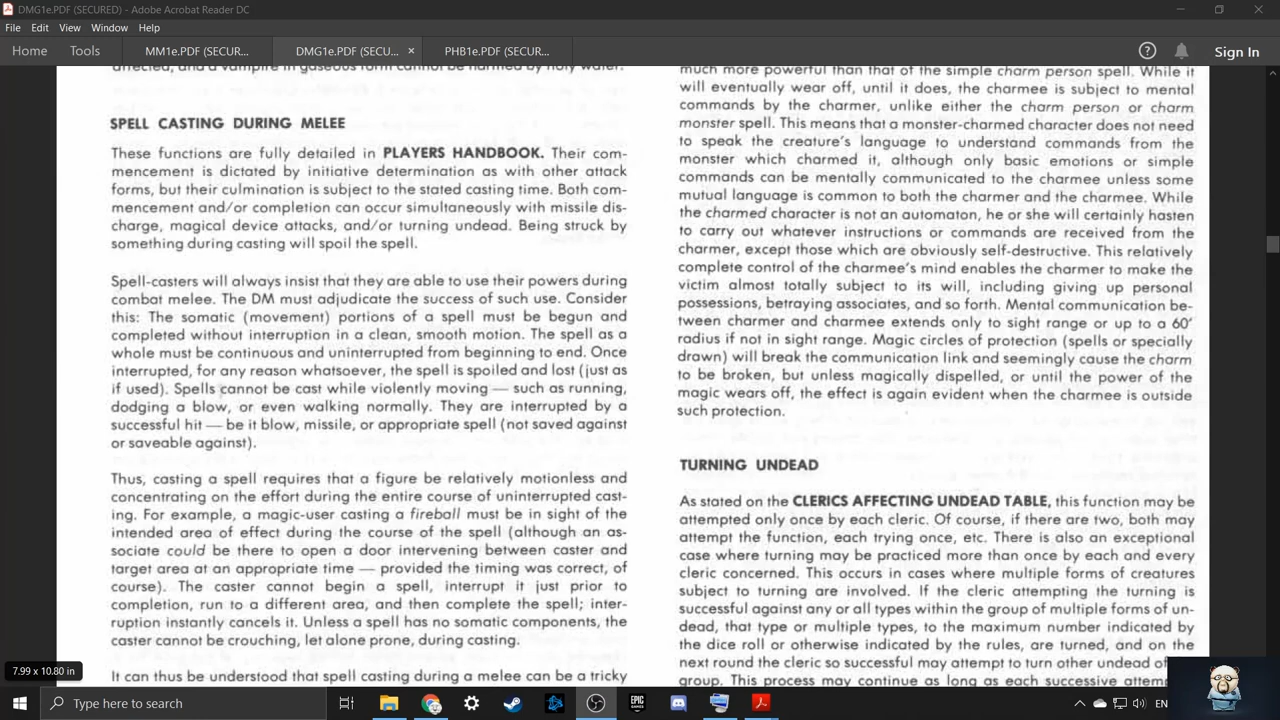 DMG1e.PDF (SECURED) - Adobe Acrobat Reader DC
File Edit View Window Help
Home Tools MM1e.PDF (SECUR... DMG1e.PDF (SECU... × PHB1e.PDF (SECUR... Sign In
affected, and a vampire in gaseous form cannot be harmed by holy water.
SPELL CASTING DURING MELEE
These functions are fully detailed in PLAYERS HANDBOOK. Their com-
mencement is dictated by initiative determination as with other attack
forms, but their culmination is subject to the stated casting time. Both com-
mencement and/or completion can occur simultaneously with missile dis-
charge, magical device attacks, and/or turning undead. Being struck by
something during casting will spoil the spell.
Spell-casters will always insist that they are able to use their powers during
combat melee. The DM must adjudicate the success of such use. Consider
this: The somatic (movement) portions of a spell must be begun and
completed without interruption in a clean, smooth motion. The spell as a
whole must be continuous and uninterrupted from beginning to end. Once
interrupted, for any reason whatsoever, the spell is spoiled and lost (just as
if used). Spells cannot be cast while violently moving — such as running,
dodging a blow, or even walking normally. They are interrupted by a
successful hit — be it blow, missile, or appropriate spell (not saved against
or saveable against).
Thus, casting a spell requires that a figure be relatively motionless and
concentrating on the effort during the entire course of uninterrupted cast-
ing. For example, a magic-user casting a fireball must be in sight of the
intended area of effect during the course of the spell (although an as-
sociate could be there to open a door intervening between caster and
target area at an appropriate time — provided the timing was correct, of
course). The caster cannot begin a spell, interrupt it just prior to
completion, run to a different area, and then complete the spell; inter-
ruption instantly cancels it. Unless a spell has no somatic components, the
caster cannot be crouching, let alone prone, during casting.
It can thus be understood that spell casting during a melee can be a tricky
much more powerful than that of the simple charm person spell. While it
will eventually wear off, until it does, the charmee is subject to mental
commands by the charmer, unlike either the charm person or charm
monster spell. This means that a monster-charmed character does not need
to speak the creature's language to understand commands from the
monster which charmed it, although only basic emotions or simple
commands can be mentally communicated to the charmee unless some
mutual language is common to both the charmer and the charmee. While
the charmed character is not an automaton, he or she will certainly hasten
to carry out whatever instructions or commands are received from the
charmer, except those which are obviously self-destructive. This relatively
complete control of the charmee's mind enables the charmer to make the
victim almost totally subject to its will, including giving up personal
possessions, betraying associates, and so forth. Mental communication be-
tween charmer and charmee extends only to sight range or up to a 60'
radius if not in sight range. Magic circles of protection (spells or specially
drawn) will break the communication link and seemingly cause the charm
to be broken, but unless magically dispelled, or until the power of the
magic wears off, the effect is again evident when the charmee is outside
such protection.
TURNING UNDEAD
As stated on the CLERICS AFFECTING UNDEAD TABLE, this function may be
attempted only once by each cleric. Of course, if there are two, both may
attempt the function, each trying once, etc. There is also an exceptional
case where turning may be practiced more than once by each and every
cleric concerned. This occurs in cases where multiple forms of creatures
subject to turning are involved. If the cleric attempting the turning is
successful against any or all types within the group of multiple forms of un-
dead, that type or multiple types, to the maximum number indicated by
the dice roll or otherwise indicated by the rules, are turned, and on the
next round the cleric so successful may attempt to turn other undead of
group. This process may continue as long as each successive attem
7.99 x 10.80 in
Type here to search
EPIC GAMES
EN